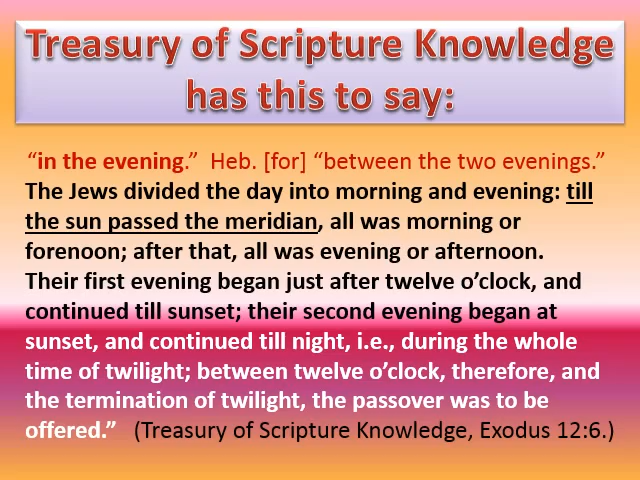 Treasury of Scripture Knowledge
has this to say:
“in the evening.”  Heb. [for] “between the two evenings.”
The Jews divided the day into morning and evening: till
the sun passed the meridian, all was morning or
forenoon; after that, all was evening or afternoon.
Their first evening began just after twelve o’clock, and
continued till sunset; their second evening began at
sunset, and continued till night, i.e., during the whole
time of twilight; between twelve o’clock, therefore, and
the termination of twilight, the passover was to be
offered.”  (Treasury of Scripture Knowledge, Exodus 12:6.)